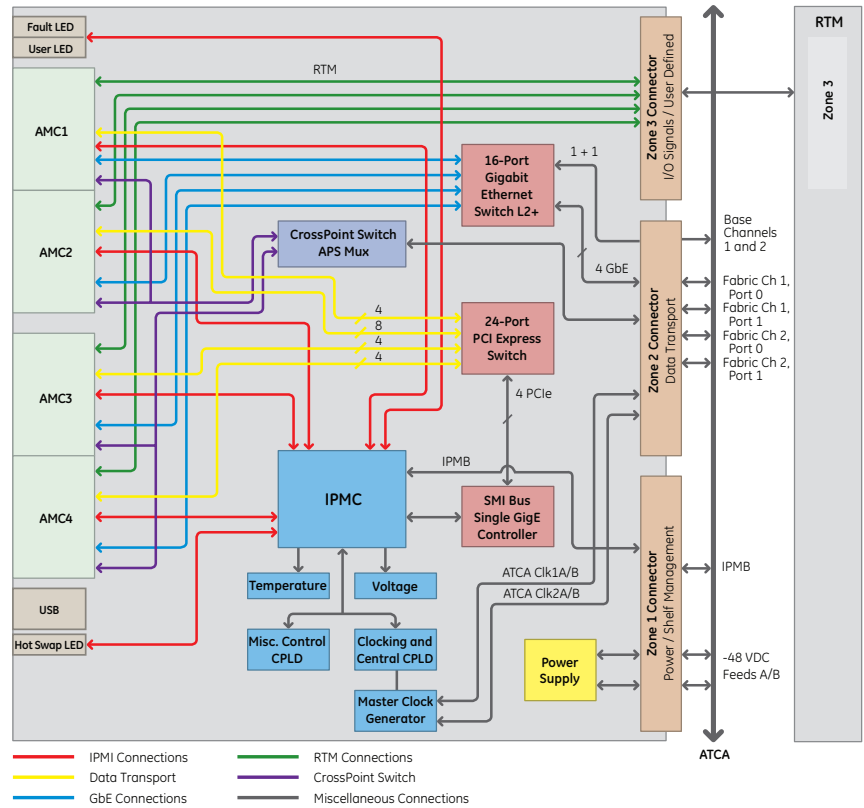 Fault LED
User LED
AMC1
AMC2
AMC3
AMC4
USB
Hot Swap LED
RTM
16-Port
Gigabit
Ethernet
Switch L2+
1 + 1
4 GbE
CrossPoint Switch
APS Mux
4
8
4
4
24-Port
PCI Express
Switch
4 PCIe
IPMB
IPMC
SMI Bus
Single GigE
Controller
Temperature
Voltage
ATCA Clk1A/B
ATCA Clk2A/B
Misc. Control
CPLD
Clocking and
Central CPLD
Master Clock
Generator
Power
Supply
Zone 3 Connector
I/O Signals / User Defined
Zone 2 Connector
Data Transport
Zone 1 Connector
Power / Shelf Management
Base
Channels
1 and 2
Fabric Ch 1,
Port 0
Fabric Ch 1,
Port 1
Fabric Ch 2,
Port 0
Fabric Ch 2,
Port 1
IPMB
-48 VDC
Feeds A/B
ATCA
RTM
Zone 3
IPMI Connections
Data Transport
GbE Connections
RTM Connections
CrossPoint Switch
Miscellaneous Connections